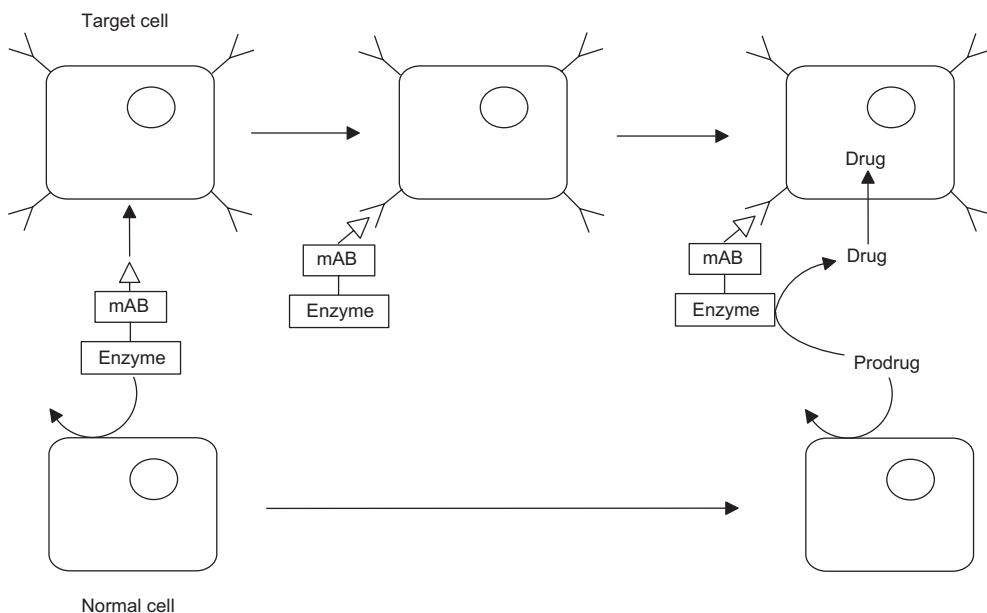 Target cell
Drug
mAB
mAB
Drug
mAB
Enzyme
Enzyme
Enzyme
Prodrug
Normal cell